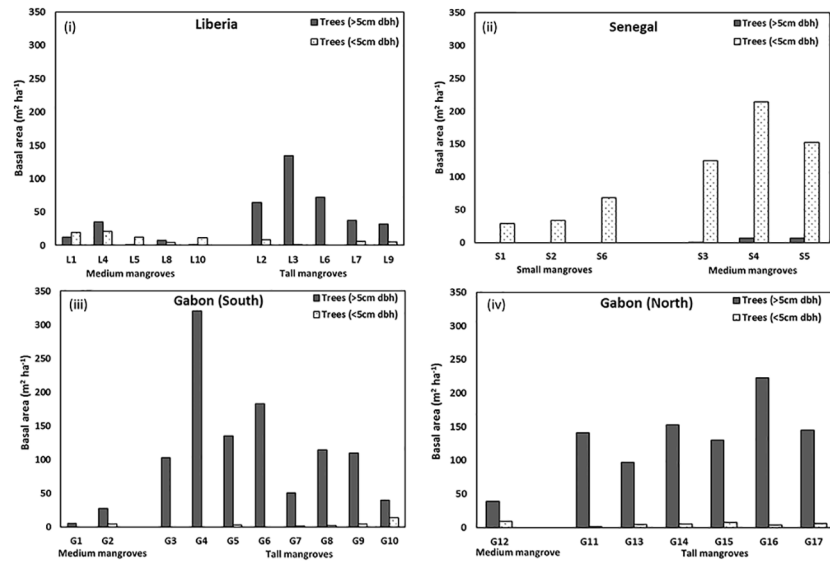 (i)
Liberia
Trees (>5cm dbh)
Trees (<5cm dbh)
Basal area (m² ha⁻¹)
350
300
250
200
150
100
50
0
L1 L4 L5 L8 L10 L2 L3 L6 L7 L9
Medium mangroves Tall mangroves
(ii)
Senegal
Trees (>5cm dbh)
Trees (<5cm dbh)
Basal area (m² ha⁻¹)
350
300
250
200
150
100
50
0
S1 S2 S6 S3 S4 S5
Small mangroves Medium mangroves
(iii)
Gabon (South)
Trees (>5cm dbh)
Trees (<5cm dbh)
Basal area (m² ha⁻¹)
350
300
250
200
150
100
50
0
G1 G2 G3 G4 G5 G6 G7 G8 G9 G10
Medium mangroves Tall mangroves
(iv)
Gabon (North)
Trees (>5cm dbh)
Trees (<5cm dbh)
Basal area (m² ha⁻¹)
350
300
250
200
150
100
50
0
G12 G11 G13 G14 G15 G16 G17
Medium mangrove Tall mangroves